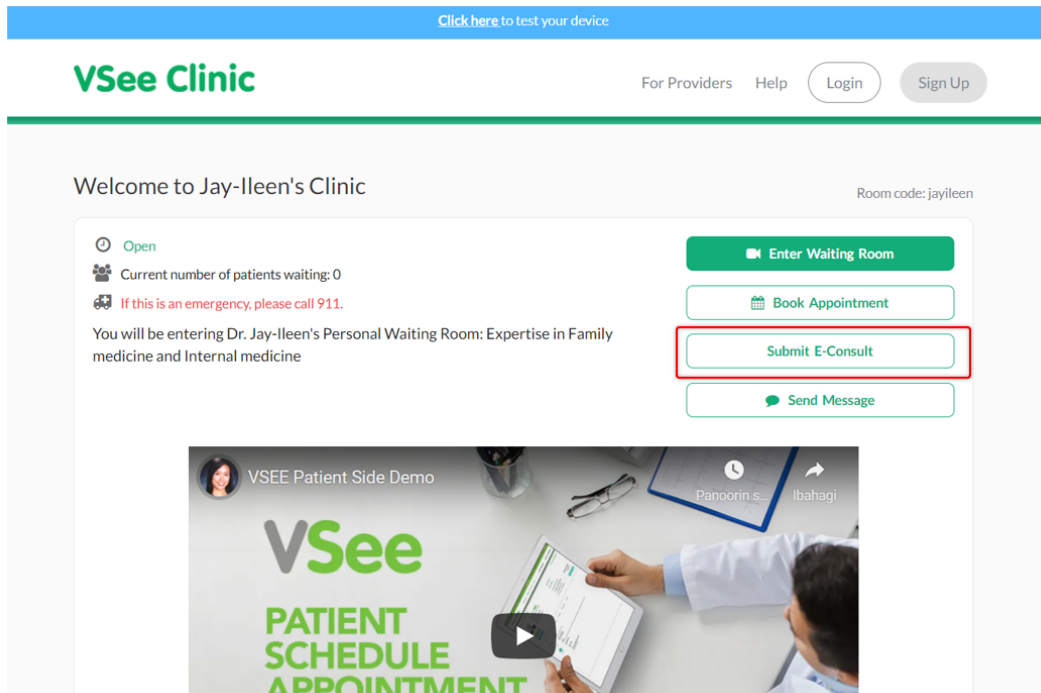 Click here to test your device
VSee Clinic
For Providers Help Login Sign Up
Welcome to Jay-Ileen's Clinic
Room code: jayileen
Open
Current number of patients waiting: 0
If this is an emergency, please call 911.
You will be entering Dr. Jay-Ileen's Personal Waiting Room: Expertise in Family
medicine and Internal medicine
Enter Waiting Room
Book Appointment
Submit E-Consult
Send Message
VSEE Patient Side Demo
Panoorin s...
Ibahagi
VSee
PATIENT
SCHEDULE
APPOINTMENT